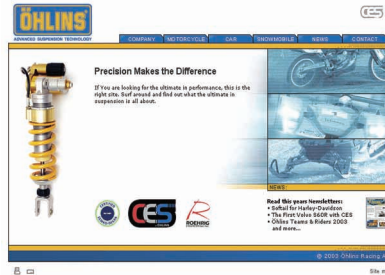 ÖHLINS
ADVANCED SUSPENSION TECHNOLOGY
CES
COMPANY MOTORCYCLE CAR SNOWMOBILE NEWS CONTACT
Precision Makes the Difference
If You are looking for the ultimate in performance, this is the
right site. Surf around and find out what the ultimate in
suspension is all about.
CES
ROEHRIG
NEWS
Read this years Newsletters:
• Softail for Harley-Davidson
• The First Volvo S60R with CES
• Öhlins Teams & Riders 2003
and more...
© 2003 Öhlins Racing A
Site